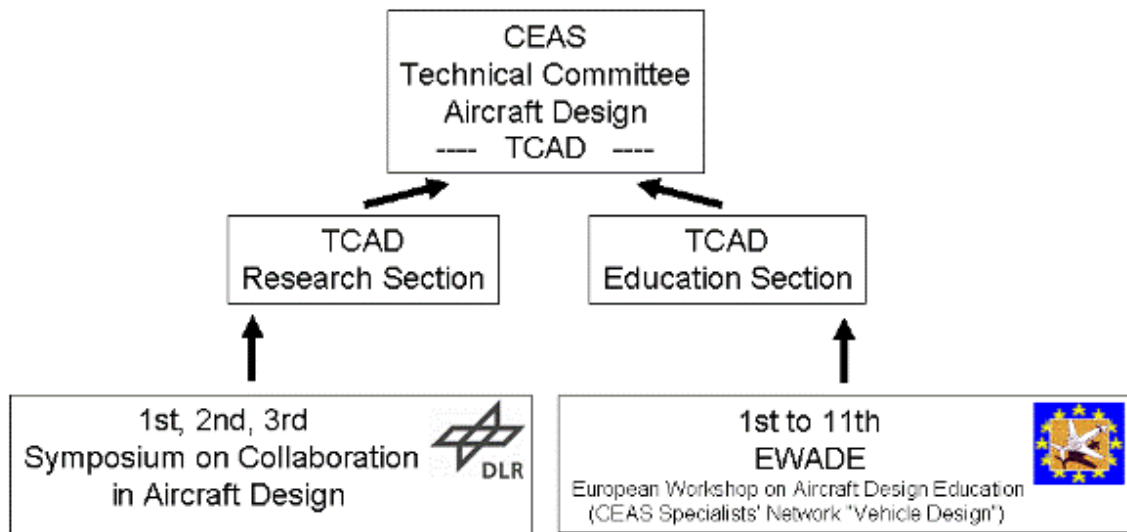 CEAS
Technical Committee
Aircraft Design
---- TCAD ----
TCAD
Research Section
TCAD
Education Section
1st, 2nd, 3rd
Symposium on Collaboration
in Aircraft Design
DLR
1st to 11th
EWADE
European Workshop on Aircraft Design Education
(CEAS Specialists' Network "Vehicle Design")